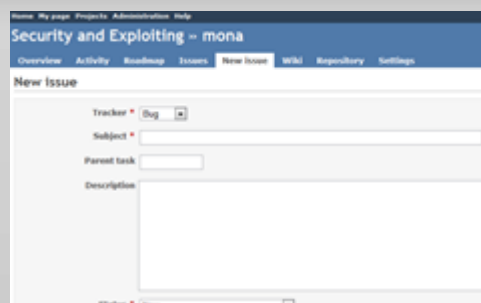 Home My page Projects Administration Help
Security and Exploiting » mona
Overview Activity Roadmap Issues New issue Wiki Repository Settings
New issue
Tracker * Bug
Subject *
Parent task
Description
Status *